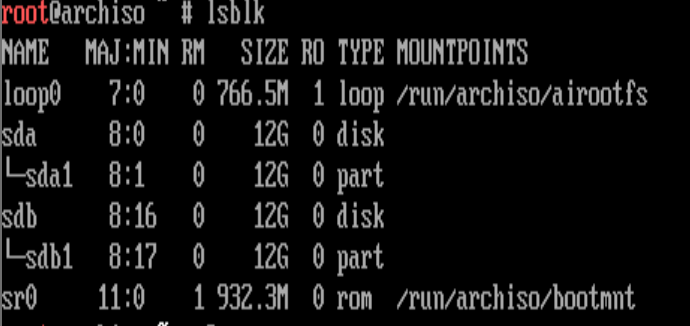 root@archiso ~ # lsblk
NAME MAJ:MIN RM SIZE RO TYPE MOUNTPOINTS
loop0 7:0 0 766.5M 1 loop /run/archiso/airootfs
sda 8:0 0 12G 0 disk
└─sda1 8:1 0 12G 0 part
sdb 8:16 0 12G 0 disk
└─sdb1 8:17 0 12G 0 part
sr0 11:0 1 932.3M 0 rom /run/archiso/bootmnt